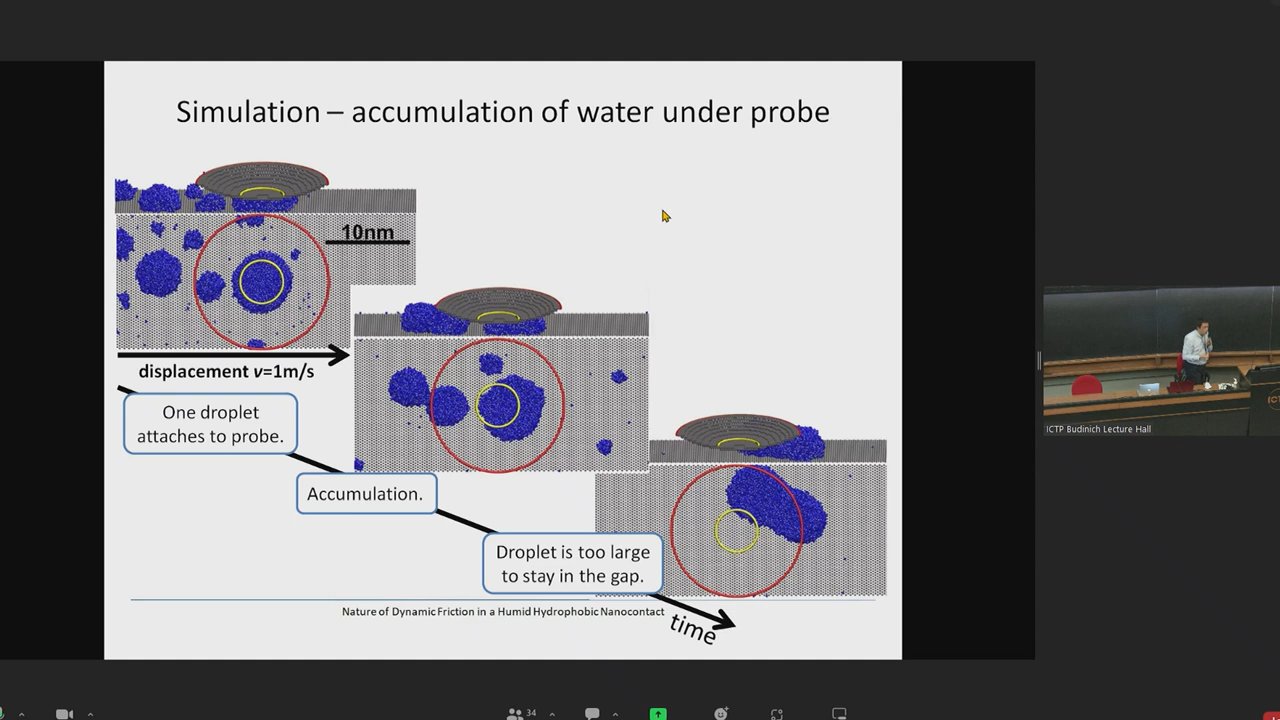 Simulation – accumulation of water under probe
10nm
displacement v=1m/s
One droplet
attaches to probe.
Accumulation.
Droplet is too large
to stay in the gap.
Nature of Dynamic Friction in a Humid Hydrophobic Nanocontact
time
ICTP Budinich Lecture Hall
34